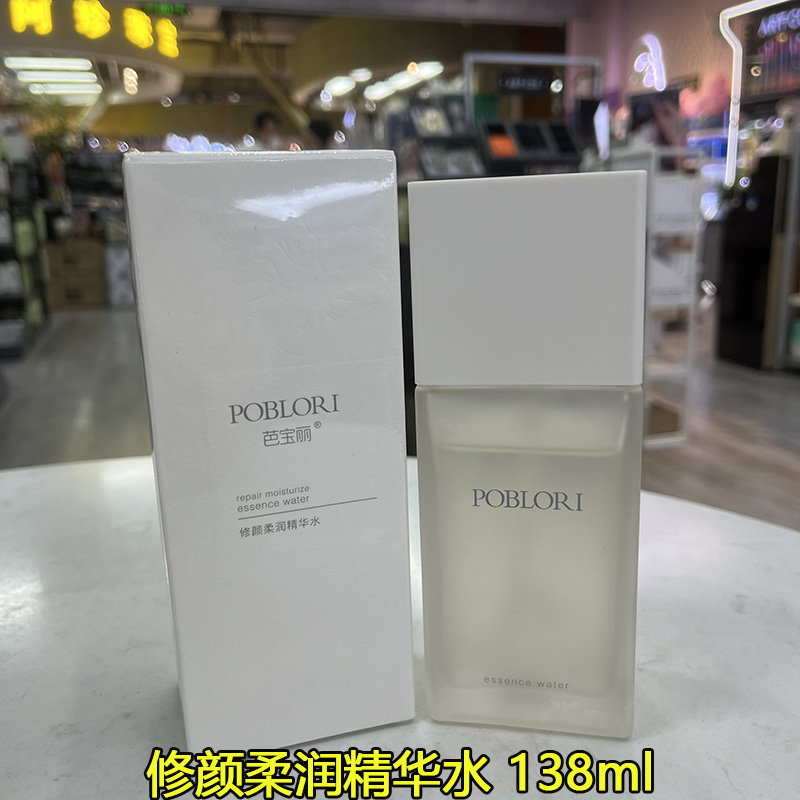 POBLORI
芭宝丽®
repair moisturize
essence water
修颜柔润精华水
POBLORI
essence water
修颜柔润精华水 138ml